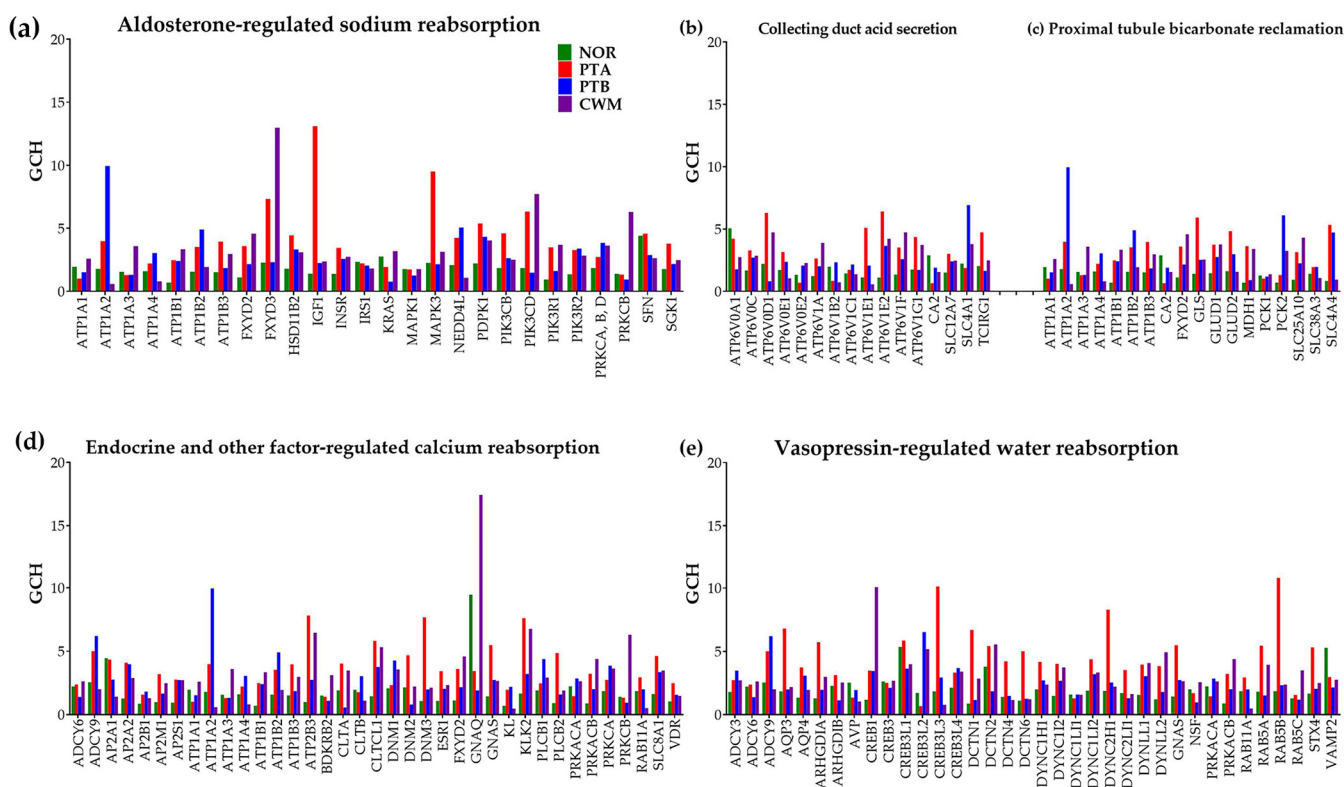 (a) Aldosterone-regulated sodium reabsorption
20
15
10
5
0
GCH
NOR
PTA
PTB
CWM
ATP1A1
ATP1A2
ATP1A3
ATP1A4
ATP1B1
ATP1B2
ATP1B3
FXYD2
FXYD3
HSD11B2
IGF1
INSR
IRS1
KRAS
MAPK1
MAPK3
NEDD4L
PDPK1
PIK3CB
PIK3CD
PIK3R1
PIK3R2
PRKCA, B, D
PRKCB
SFN
SGK1
(b) Collecting duct acid secretion
(c) Proximal tubule bicarbonate reclamation
20
15
10
5
0
GCH
ATP6V0A1
ATP6V0C
ATP6V0D1
ATP6V0E1
ATP6V0E2
ATP6V1A
ATP6V1B2
ATP6V1C1
ATP6V1E1
ATP6V1E2
ATP6V1F
ATP6VG1
CA2
SLC12A7
SLC4A1
TCIRG1
ATP1A1
ATP1A2
ATP1A3
ATP1A4
ATP1B1
ATP1B2
ATP1B3
CA2
FXYD2
GLS
GLUD1
GLUD2
MDH1
PCK1
PCK2
SLC25A10
SLC38A3
SLC4A4
(d) Endocrine and other factor-regulated calcium reabsorption
20
15
10
5
0
GCH
ADCY6
ADCY9
AP2A1
AP2A2
AP2B1
AP2M1
AP2S1
ATP1A1
ATP1A2
ATP1A3
ATP1A4
ATP1B1
ATP1B2
ATP1B3
ATP2B3
BDKRB2
CLTA
CLTB
CLTCL1
DNM1
DNM2
DNM3
ESR1
FXYD2
GNAQ
GNAS
KL
KLK2
PLCB1
PLCB2
PRKACA
PRKACB
PRKCA
PRKCB
RAB11A
SLC8A1
VDR
(e) Vasopressin-regulated water reabsorption
20
15
10
5
0
GCH
ADCY3
ADCY6
ADCY9
AQP3
AQP4
ARHGDIA
ARHGDIB
AVP
CREB1
CREB3
CREB3L1
CREB3L2
CREB3L3
CREB3L4
DCTN1
DCTN2
DCTN4
DCTN6
DYNC1H1
DYNC1I2
DYNC1LI1
DYNC1LI2
DYNC2H1
DYNC2LI1
DYNLL1
DYNLL2
GNAS
NSF
PRKACA
PRKACB
RAB11A
RAB5A
RAB5B
RAB5C
STX4
VAMP2